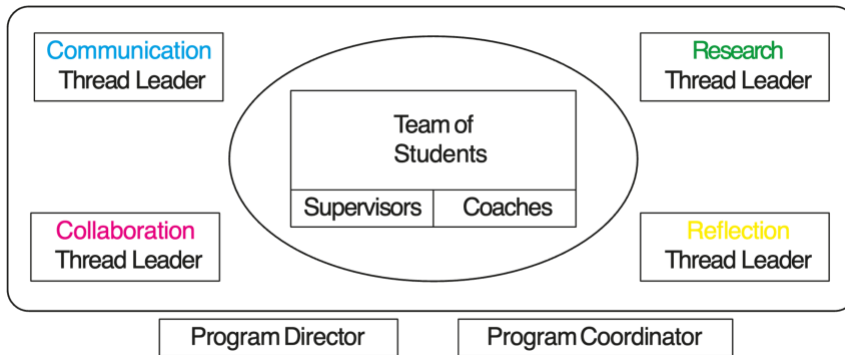 Communication
Thread Leader
Research
Thread Leader
Team of
Students
Supervisors
Coaches
Collaboration
Thread Leader
Reflection
Thread Leader
Program Director
Program Coordinator